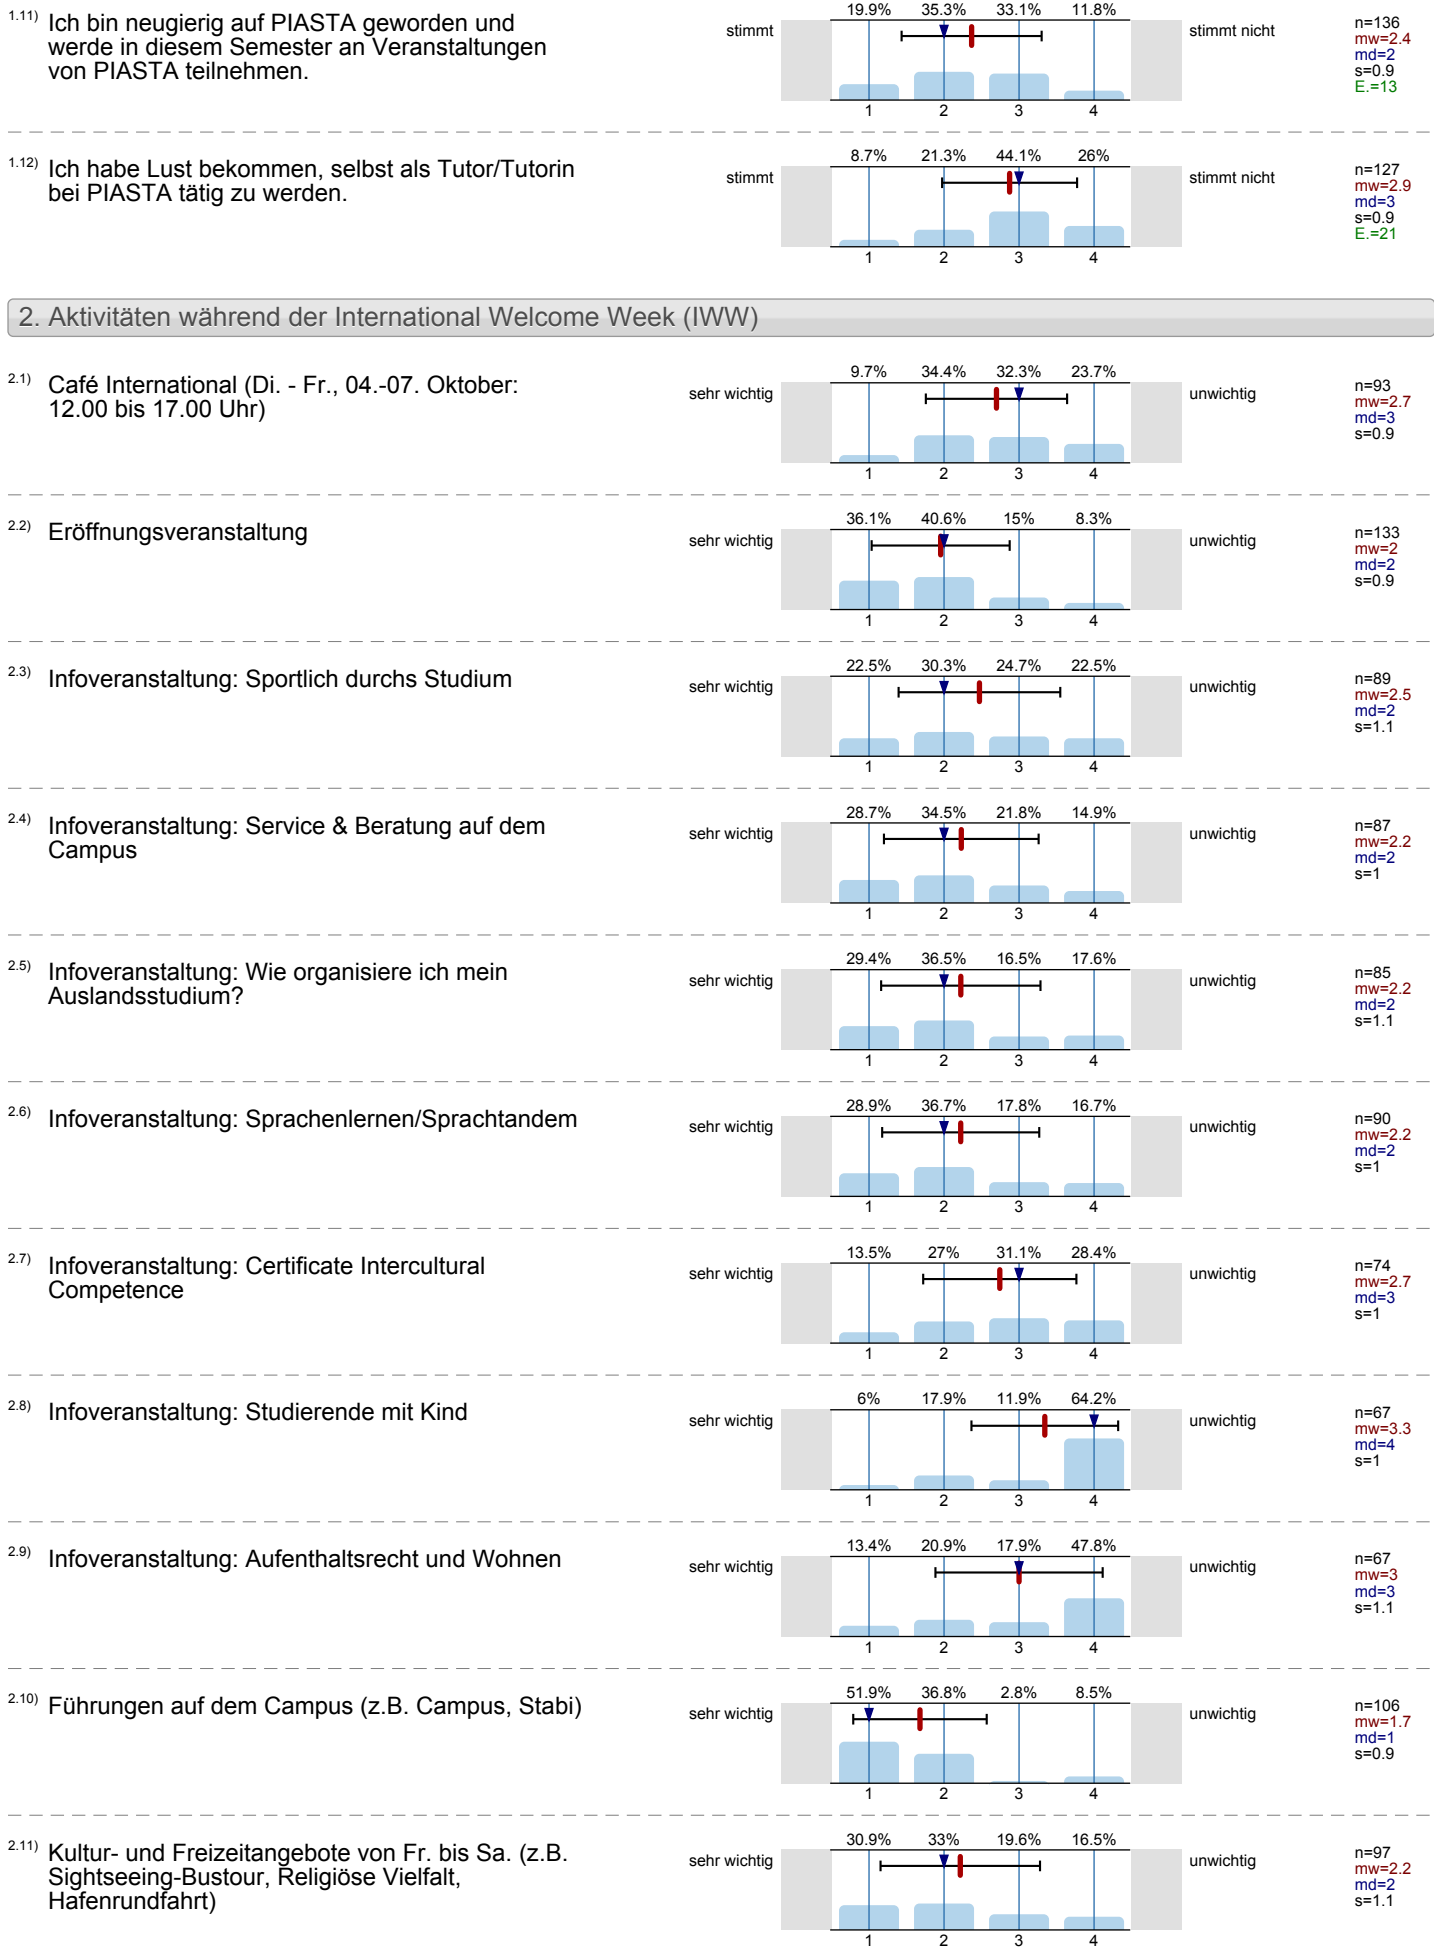 1.11) Ich bin neugierig auf PIASTA geworden und
werde in diesem Semester an Veranstaltungen
von PIASTA teilnehmen.
19.9% 35.3% 33.1% 11.8%
stimmt stimmt nicht
1 2 3 4
n=136
mw=2.4
md=2
s=0.9
E.=13
1.12) Ich habe Lust bekommen, selbst als Tutor/Tutorin
bei PIASTA tätig zu werden.
8.7% 21.3% 44.1% 26%
stimmt stimmt nicht
1 2 3 4
n=127
mw=2.9
md=3
s=0.9
E.=21
2. Aktivitäten während der International Welcome Week (IWW)
2.1) Café International (Di. - Fr., 04.-07. Oktober:
12.00 bis 17.00 Uhr)
9.7% 34.4% 32.3% 23.7%
sehr wichtig unwichtig
1 2 3 4
n=93
mw=2.7
md=3
s=0.9
2.2) Eröffnungsveranstaltung
36.1% 40.6% 15% 8.3%
sehr wichtig unwichtig
1 2 3 4
n=133
mw=2
md=2
s=0.9
2.3) Infoveranstaltung: Sportlich durchs Studium
22.5% 30.3% 24.7% 22.5%
sehr wichtig unwichtig
1 2 3 4
n=89
mw=2.5
md=2
s=1.1
2.4) Infoveranstaltung: Service & Beratung auf dem
Campus
28.7% 34.5% 21.8% 14.9%
sehr wichtig unwichtig
1 2 3 4
n=87
mw=2.2
md=2
s=1
2.5) Infoveranstaltung: Wie organisiere ich mein
Auslandsstudium?
29.4% 36.5% 16.5% 17.6%
sehr wichtig unwichtig
1 2 3 4
n=85
mw=2.2
md=2
s=1.1
2.6) Infoveranstaltung: Sprachenlernen/Sprachtandem
28.9% 36.7% 17.8% 16.7%
sehr wichtig unwichtig
1 2 3 4
n=90
mw=2.2
md=2
s=1
2.7) Infoveranstaltung: Certificate Intercultural
Competence
13.5% 27% 31.1% 28.4%
sehr wichtig unwichtig
1 2 3 4
n=74
mw=2.7
md=3
s=1
2.8) Infoveranstaltung: Studierende mit Kind
6% 17.9% 11.9% 64.2%
sehr wichtig unwichtig
1 2 3 4
n=67
mw=3.3
md=4
s=1
2.9) Infoveranstaltung: Aufenthaltsrecht und Wohnen
13.4% 20.9% 17.9% 47.8%
sehr wichtig unwichtig
1 2 3 4
n=67
mw=3
md=3
s=1.1
2.10) Führungen auf dem Campus (z.B. Campus, Stabi)
51.9% 36.8% 2.8% 8.5%
sehr wichtig unwichtig
1 2 3 4
n=106
mw=1.7
md=1
s=0.9
2.11) Kultur- und Freizeitangebote von Fr. bis Sa. (z.B.
Sightseeing-Bustour, Religiöse Vielfalt,
Hafenrundfahrt)
30.9% 33% 19.6% 16.5%
sehr wichtig unwichtig
1 2 3 4
n=97
mw=2.2
md=2
s=1.1